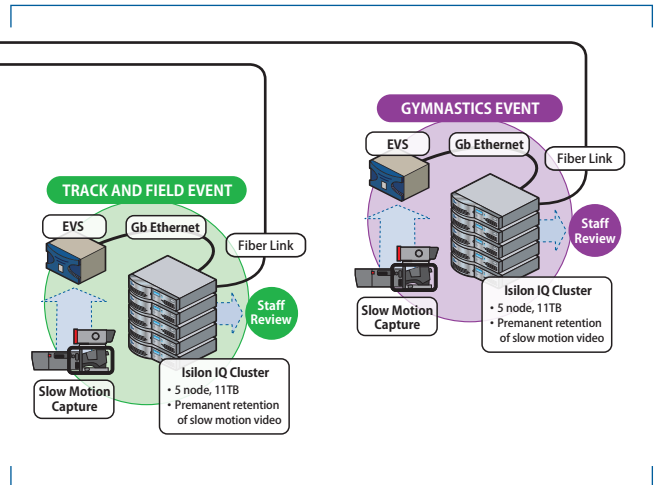 GYMNASTICS EVENT
EVS
Gb Ethernet
Fiber Link
Staff
Review
Slow Motion
Capture
Isilon IQ Cluster
• 5 node, 11TB
• Premanent retention
of slow motion video
TRACK AND FIELD EVENT
EVS
Gb Ethernet
Fiber Link
Staff
Review
Slow Motion
Capture
Isilon IQ Cluster
• 5 node, 11TB
• Premanent retention
of slow motion video